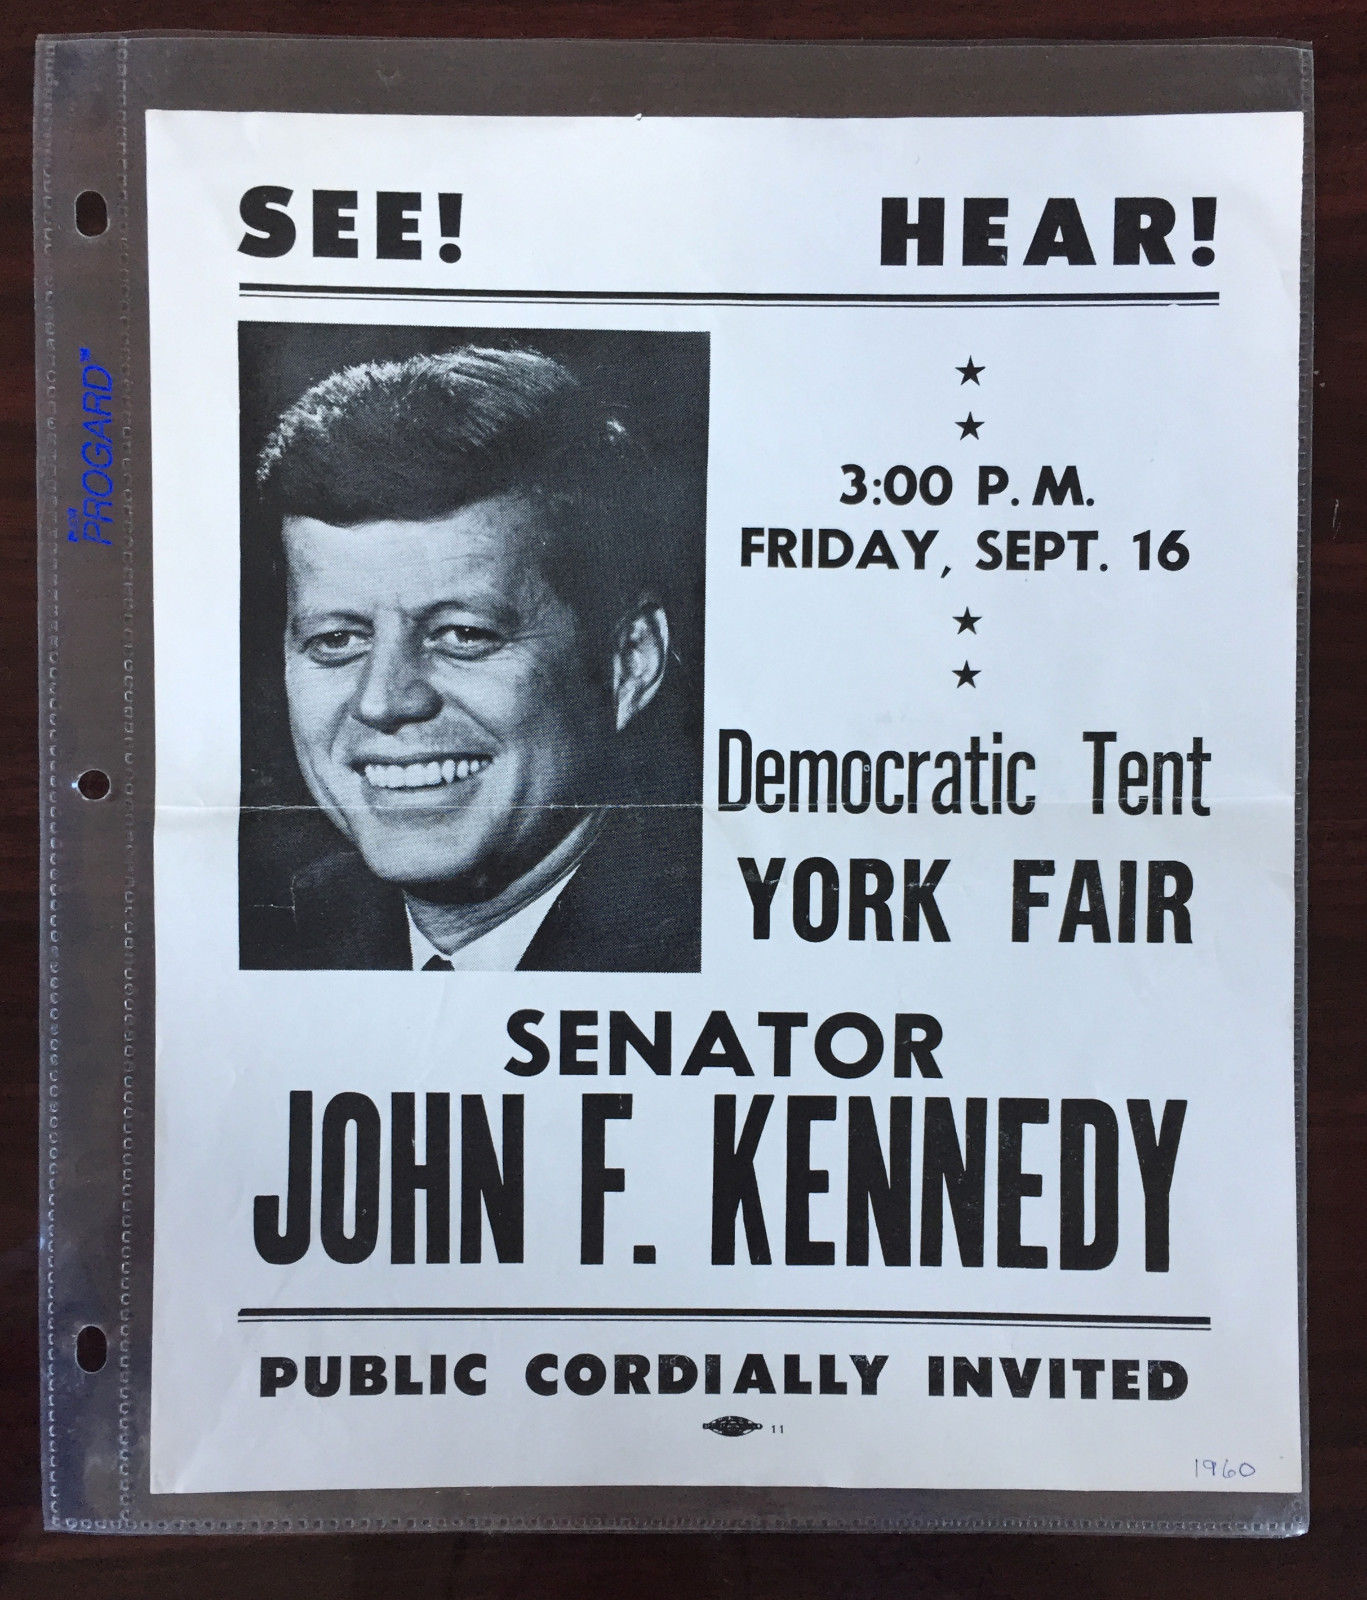 SEE! HEAR!
3:00 P. M.
FRIDAY, SEPT. 16
Democratic Tent
YORK FAIR
SENATOR
JOHN F. KENNEDY
PUBLIC CORDIALLY INVITED
11
1960
PROGARD™